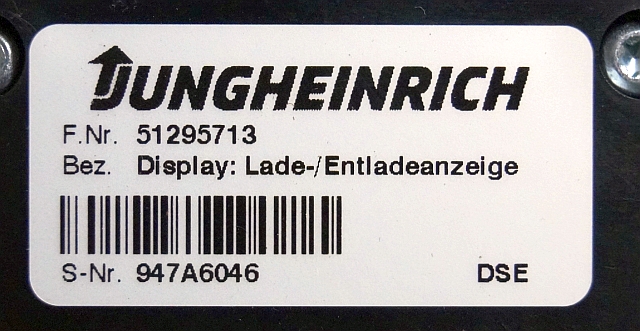 JUNGHEINRICH
F.Nr. 51295713
Bez. Display: Lade-/Entladeanzeige
S-Nr. 947A6046 DSE